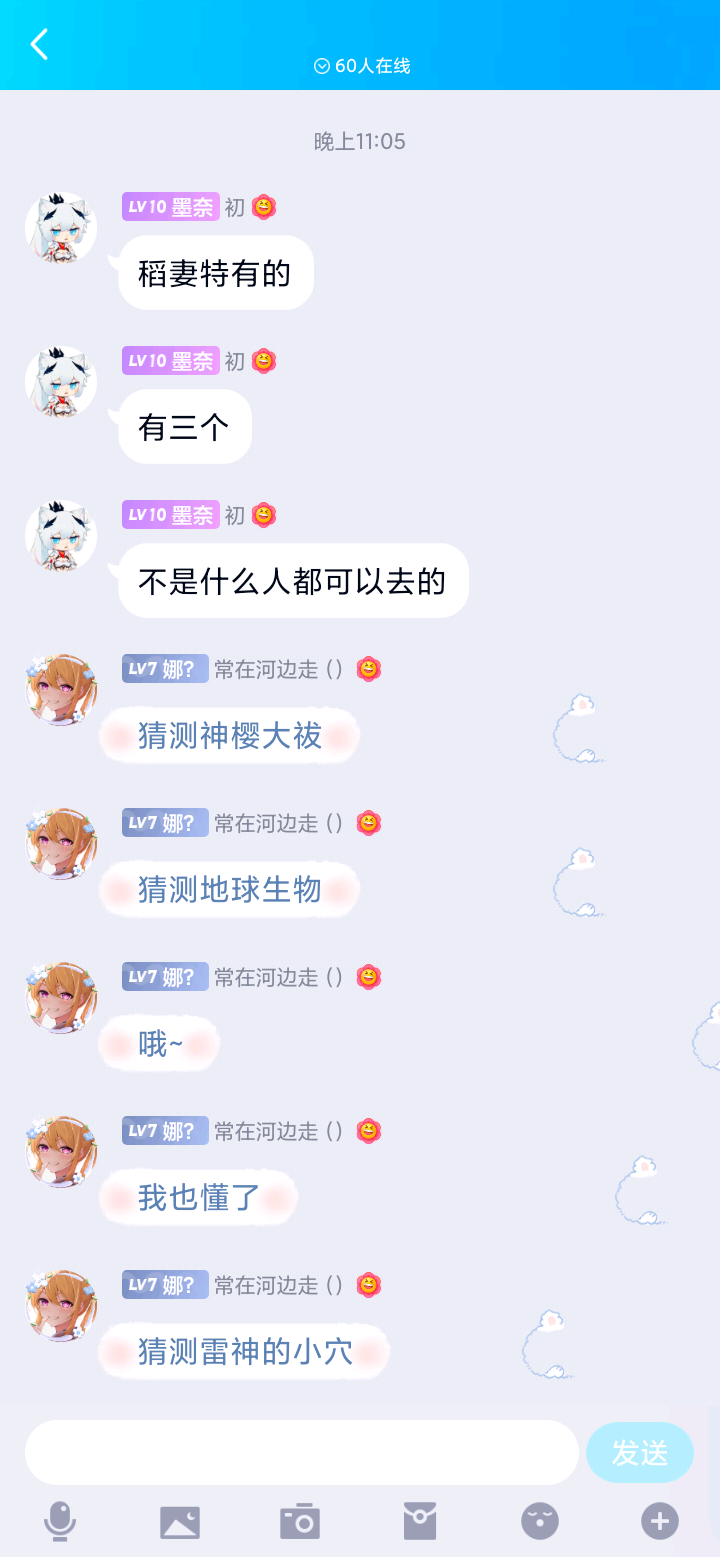 60人在线
晚上11:05
LV10 墨奈 初
稻妻特有的
LV10 墨奈 初
有三个
LV10 墨奈 初
不是什么人都可以去的
LV7 娜? 常在河边走()
猜测神樱大祓
LV7 娜? 常在河边走()
猜测地球生物
LV7 娜? 常在河边走()
哦~
LV7 娜? 常在河边走()
我也懂了
LV7 娜? 常在河边走()
猜测雷神的小穴
发送